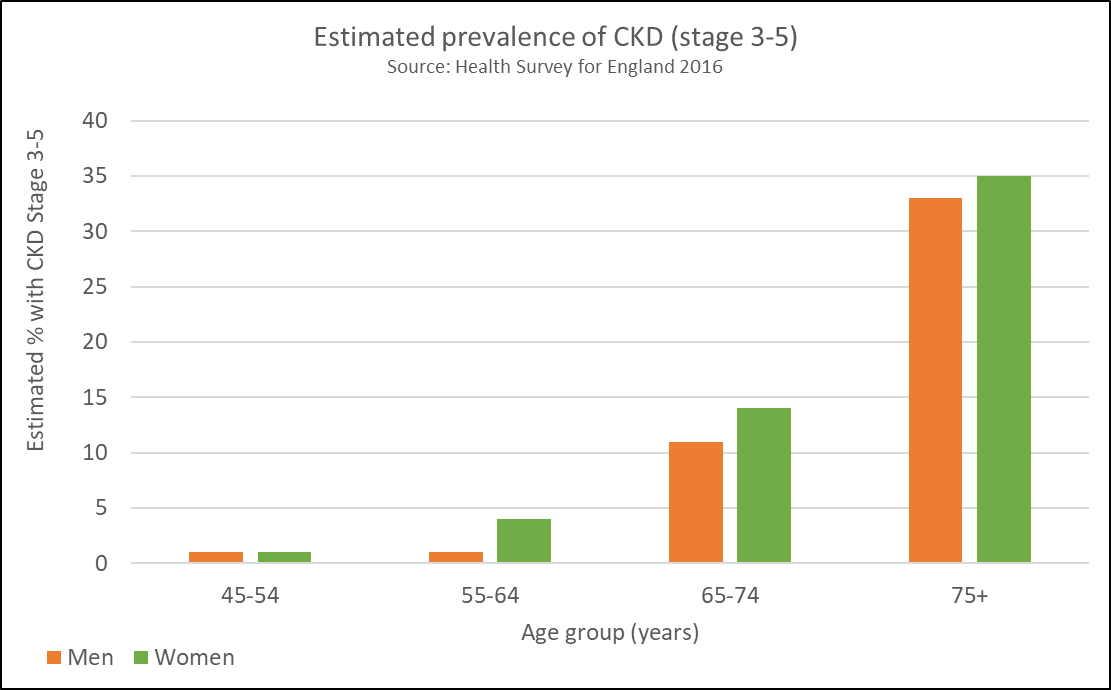 Estimated prevalence of CKD (stage 3-5)
Source: Health Survey for England 2016
Estimated % with CKD Stage 3-5
40
35
30
25
20
15
10
5
0
45-54 55-64 65-74 75+
Age group (years)
Men Women